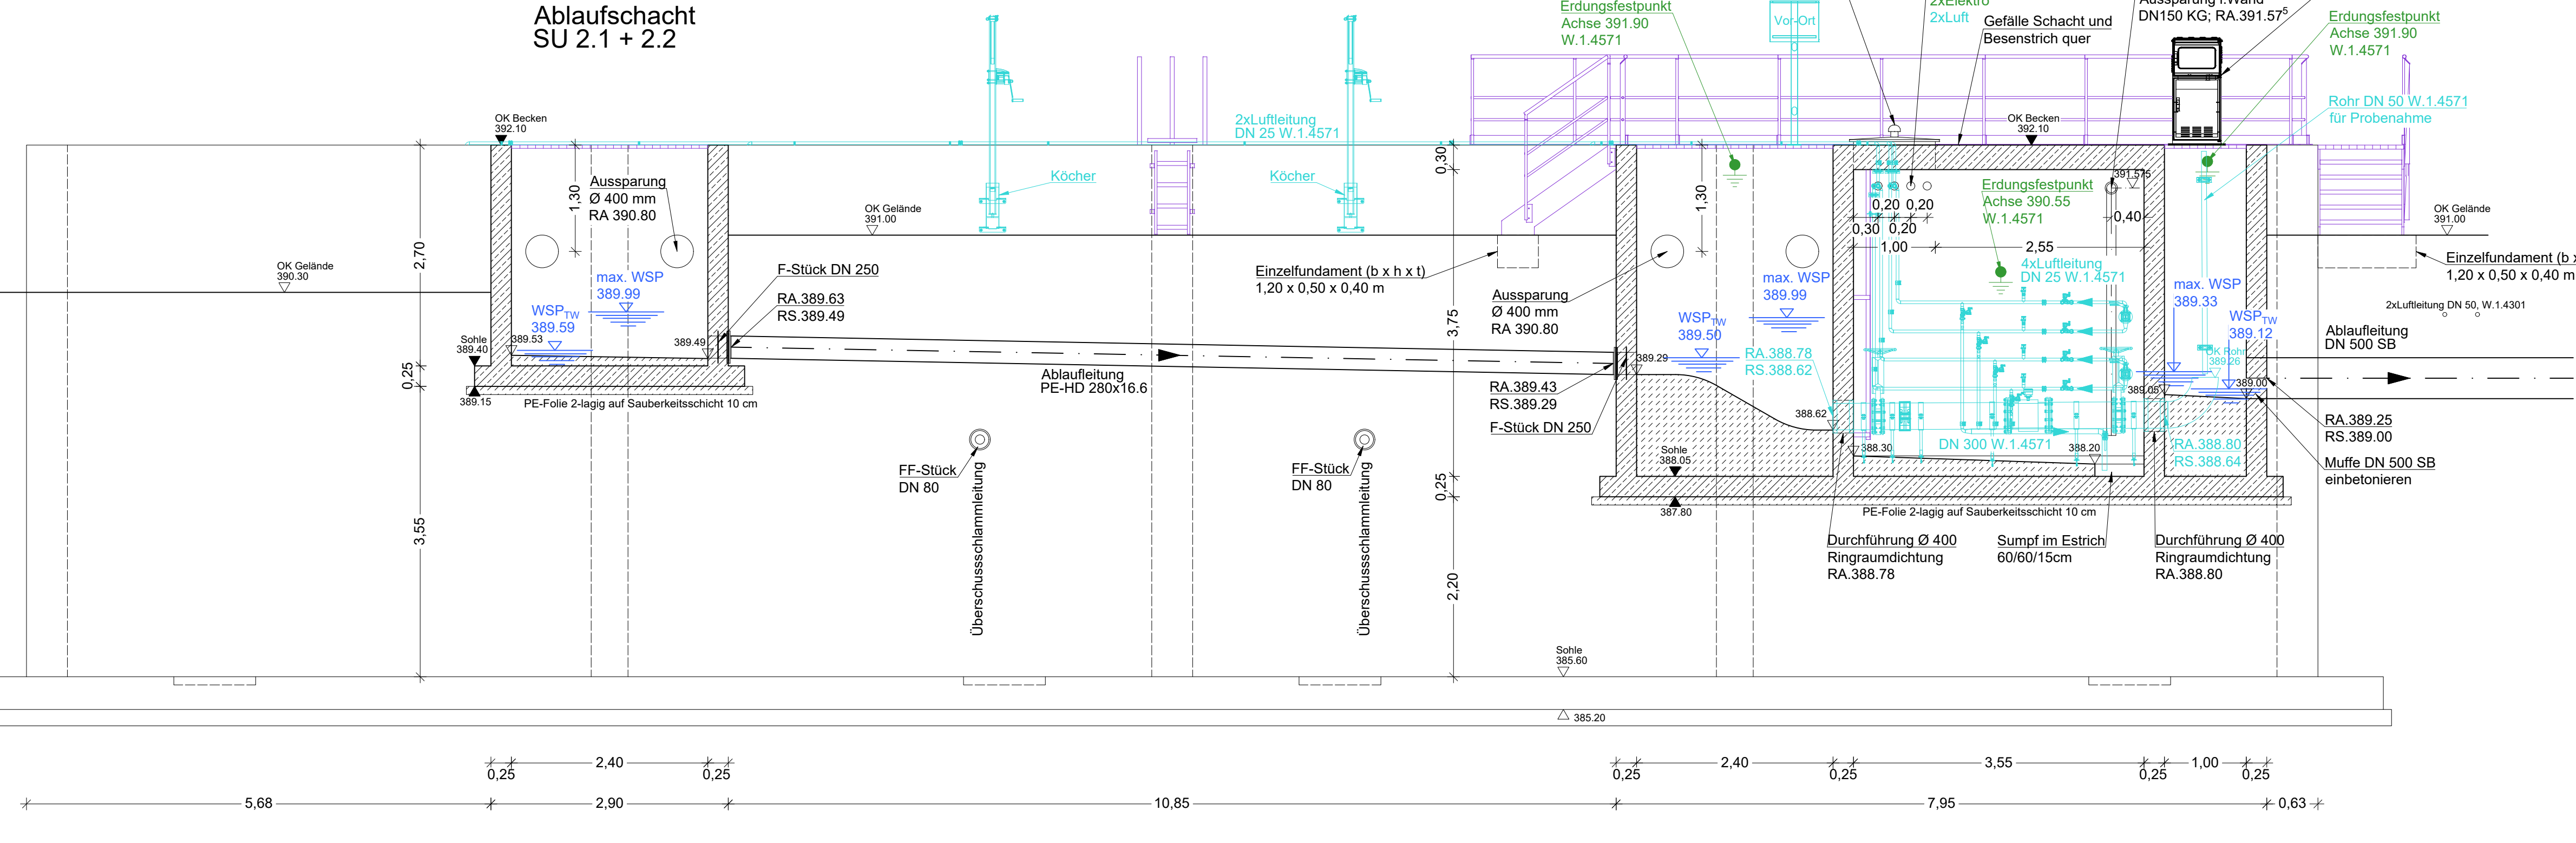 Ablaufschacht
SU 2.1 + 2.2
Erdungsfestpunkt
Achse 391.90
W.1.4571
Vor-Ort
2xElektro
2xLuft
Gefälle Schacht und
Besenstrich quer
Aussparung i.Wand
DN150 KG; RA.391.57⁵
Erdungsfestpunkt
Achse 391.90
W.1.4571
Rohr DN 50 W.1.4571
für Probenahme
OK Becken
392.10
2xLuftleitung
DN 25 W.1.4571
OK Becken
392.10
0,30
1,30
Aussparung
Ø 400 mm
RA 390.80
Köcher
Köcher
1,30
Erdungsfestpunkt
Achse 390.55
W.1.4571
391.575
0,20
0,20
0,30
0,20
0,40
1,00
2,55
OK Gelände
391.00
OK Gelände
391.00
2,70
OK Gelände
390.30
max. WSP
389.99
WSP TW
389.59
F-Stück DN 250
RA.389.63
RS.389.49
Einzelfundament (b x h x t)
1,20 x 0,50 x 0,40 m
Aussparung
Ø 400 mm
RA 390.80
3,75
max. WSP
389.99
WSP TW
389.50
4xLuftleitung
DN 25 W.1.4571
max. WSP
389.33
WSP TW
389.12
Einzelfundament (b x
1,20 x 0,50 x 0,40 m
2xLuftleitung DN 50, W.1.4301
Ablaufleitung
DN 500 SB
Sohle
389.40
389.53
389.49
0,25
389.15
PE-Folie 2-lagig auf Sauberkeitsschicht 10 cm
Ablaufleitung
PE-HD 280x16.6
389.29
RA.389.43
RS.389.29
F-Stück DN 250
RA.388.78
RS.388.62
OK Rohr
389.26
389.05
389.00
388.62
RA.389.25
RS.389.00
Muffe DN 500 SB
einbetonieren
DN 300 W.1.4571
388.30
388.20
RA.388.80
RS.388.64
Sohle
388.05
0,25
387.80
PE-Folie 2-lagig auf Sauberkeitsschicht 10 cm
FF-Stück
DN 80
Überschussschlammleitung
FF-Stück
DN 80
Überschussschlammleitung
Durchführung Ø 400
Ringraumdichtung
RA.388.78
Sumpf im Estrich
60/60/15cm
Durchführung Ø 400
Ringraumdichtung
RA.388.80
3,55
2,20
Sohle
385.60
385.20
0,25
2,40
0,25
0,25
2,40
0,25
3,55
0,25
1,00
0,25
5,68
2,90
10,85
7,95
0,63